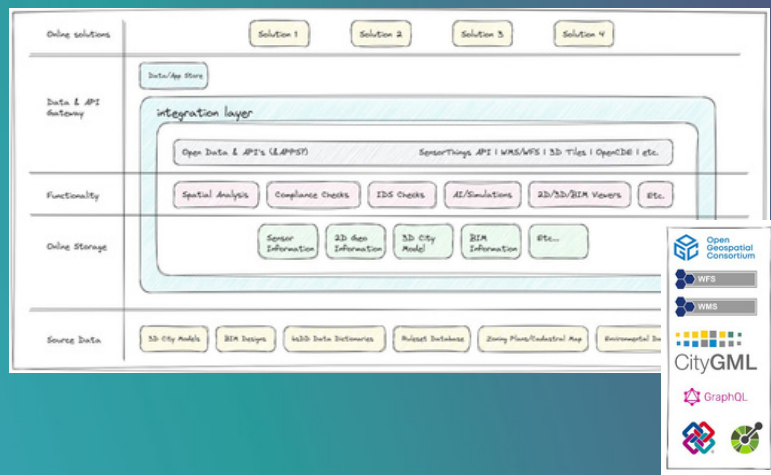 Online solutions
Solution 1
Solution 2
Solution 3
Solution 4
Data/App Store
Data & API
Gateway
integration layer
Open Data & API's (&APPS?)
SensorThings API | WMS/WFS | 3D Tiles | OpenCDE | etc.
Functionality
Spatial Analysis
Compliance Checks
IDS Checks
AI/Simulations
2D/3D/BIM Viewers
Etc.
Online Storage
Sensor
Information
2D Geo
Information
3D City
Model
BIM
Information
Etc...
Source Data
3D City Models
BIM Designs
bsDD Data Dictionaries
Ruleset Database
Zoning Plans/Cadastral Map
Environmental Da
Open
Geospatial
Consortium
WFS
WMS
CityGML
GraphQL